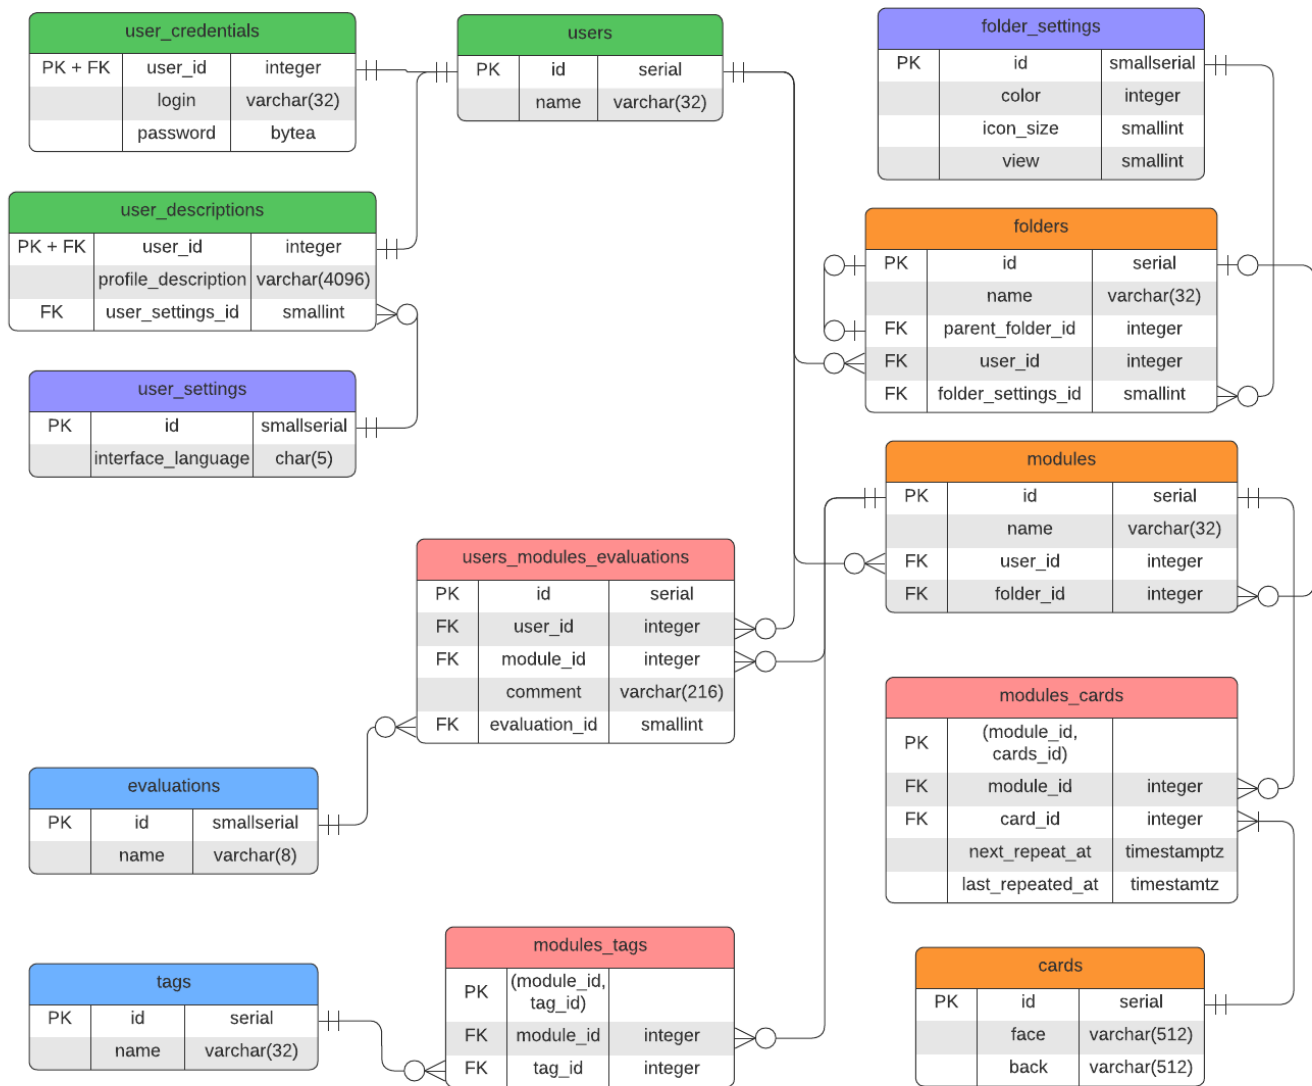 user_credentials
PK + FK user_id integer
login varchar(32)
password bytea
users
PK id serial
name varchar(32)
folder_settings
PK id smallserial
color integer
icon_size smallint
view smallint
user_descriptions
PK + FK user_id integer
profile_description varchar(4096)
FK user_settings_id smallint
folders
PK id serial
name varchar(32)
FK parent_folder_id integer
FK user_id integer
FK folder_settings_id smallint
user_settings
PK id smallserial
interface_language char(5)
modules
PK id serial
name varchar(32)
FK user_id integer
FK folder_id integer
users_modules_evaluations
PK id serial
FK user_id integer
FK module_id integer
comment varchar(216)
FK evaluation_id smallint
modules_cards
PK (module_id,
cards_id)
FK module_id integer
FK card_id integer
next_repeat_at timestamptz
last_repeated_at timestamtz
evaluations
PK id smallserial
name varchar(8)
modules_tags
PK (module_id,
tag_id)
FK module_id integer
FK tag_id integer
tags
PK id serial
name varchar(32)
cards
PK id serial
face varchar(512)
back varchar(512)